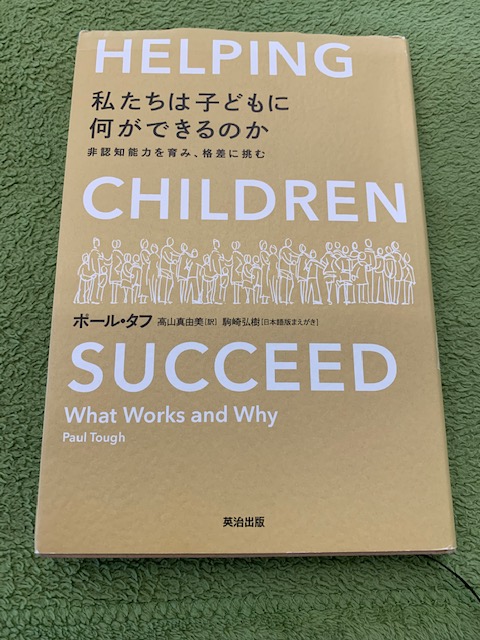 HELPING
私たちは子どもに
何ができるのか
非認知能力を育み、格差に挑む
CHILDREN
ポール・タフ 高山真由美[訳] 駒崎弘樹[日本語版まえがき]
SUCCEED
What Works and Why
Paul Tough
英治出版